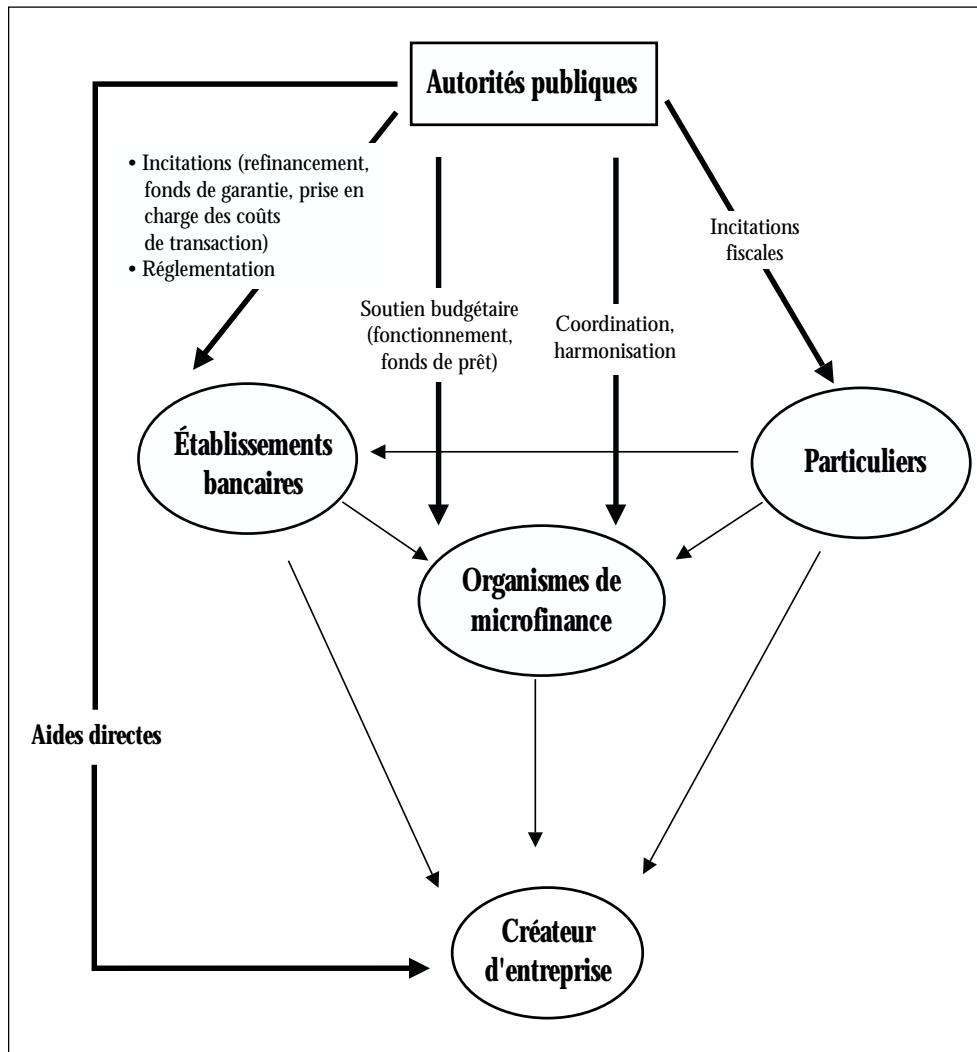 Autorités publiques
• Incitations (refinancement,
fonds de garantie, prise en
charge des coûts
de transaction)
• Réglementation
Incitations
fiscales
Soutien budgétaire
(fonctionnement,
fonds de prêt)
Coordination,
harmonisation
Établissements
bancaires
Particuliers
Organismes de
microfinance
Aides directes
Créateur
d'entreprise